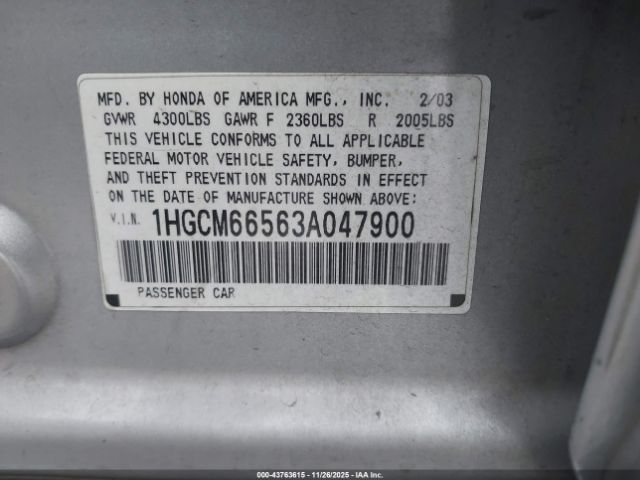 MFD. BY HONDA OF AMERICA MFG., INC. 2/03
GVWR 4300LBS GAWR F 2360LBS R 2005LBS
THIS VEHICLE CONFORMS TO ALL APPLICABLE
FEDERAL MOTOR VEHICLE SAFETY, BUMPER,
AND THEFT PREVENTION STANDARDS IN EFFECT
ON THE DATE OF MANUFACTURE SHOWN ABOVE:
V.I.N. 1HGCM66563A047900
PASSENGER CAR
000-43763615 - 11/26/2025 - IAA Inc.